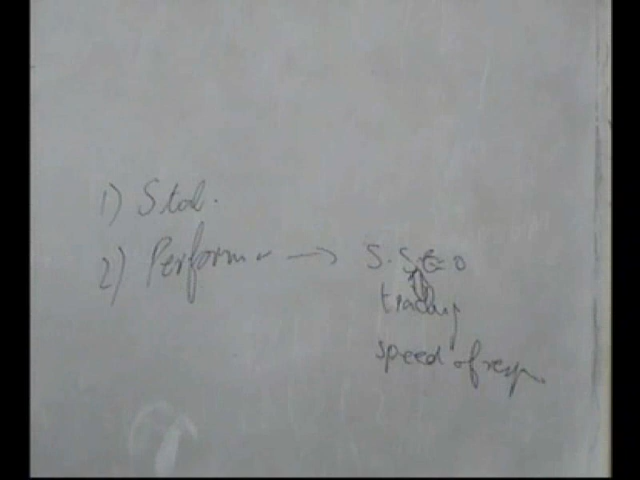 1) Stab.
2) Perform → S.S.E=0
tracking
speed of resp.